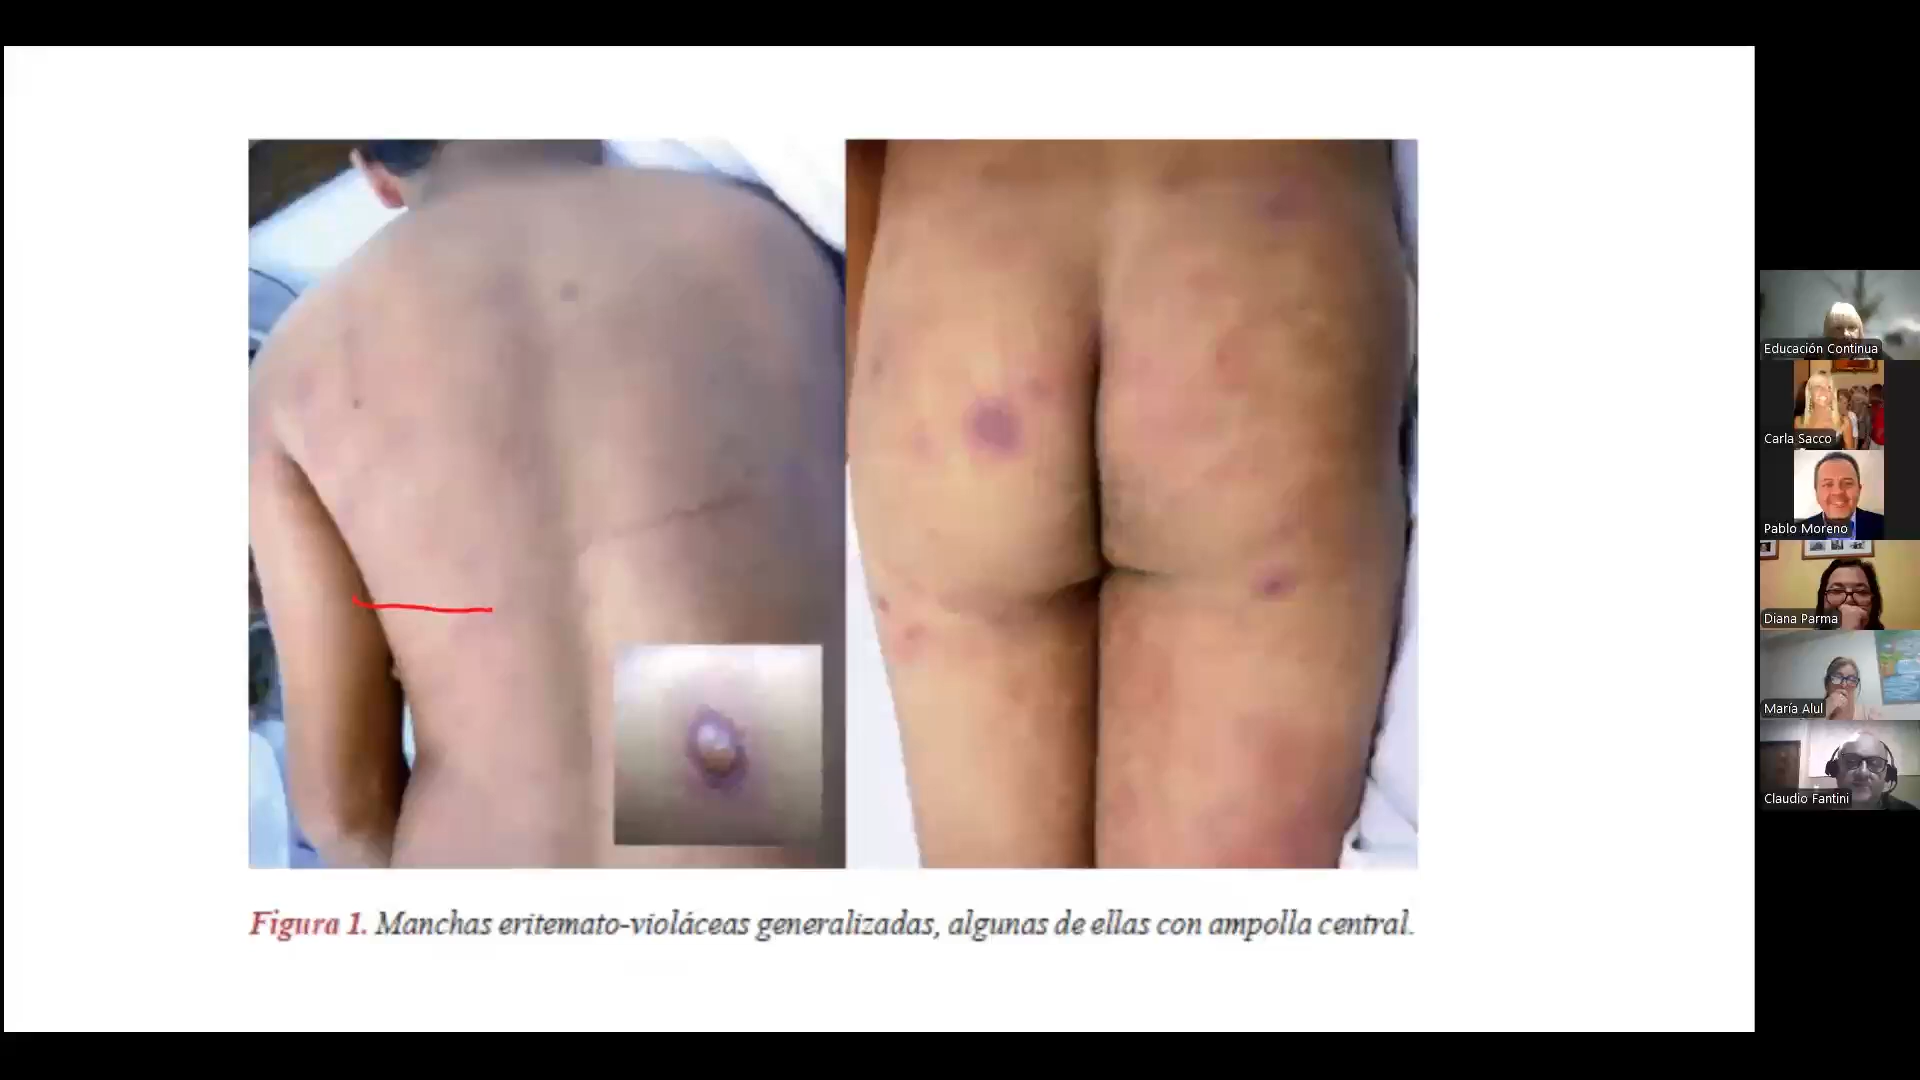 Figura 1. Manchas eritemato-violáceas generalizadas, algunas de ellas con ampolla central.
Educación Continua
Carla Sacco
Pablo Moreno
Diana Parma
María Alul
Claudio Fantini